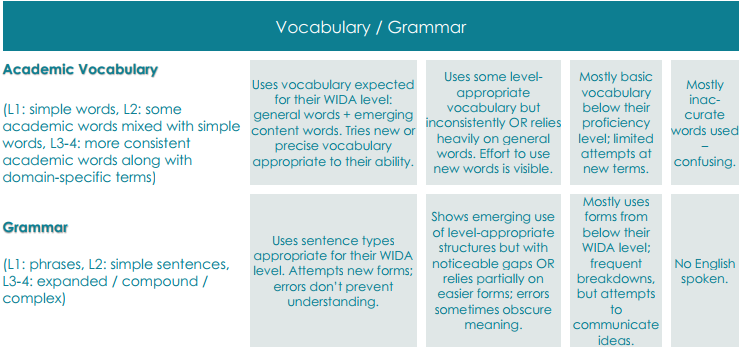 Vocabulary / Grammar
Academic Vocabulary
(L1: simple words, L2: some
academic words mixed with simple
words, L3-4: more consistent
academic words along with
domain-specific terms)
Uses vocabulary expected
for their WIDA level:
general words + emerging
content words. Tries new or
precise vocabulary
appropriate to their ability.
Uses some level-
appropriate
vocabulary but
inconsistently OR relies
heavily on general
words. Effort to use
new words is visible.
Mostly basic
vocabulary
below their
proficiency
level; limited
attempts at
new terms.
Mostly
inac-
curate
words used
–
confusing.
Grammar
(L1: phrases, L2: simple sentences,
L3-4: expanded / compound /
complex)
Uses sentence types
appropriate for their WIDA
level. Attempts new forms;
errors don't prevent
understanding.
Shows emerging use
of level-appropriate
structures but with
noticeable gaps OR
relies partially on
easier forms; errors
sometimes obscure
meaning.
Mostly uses
forms from
below their
WIDA level;
frequent
breakdowns,
but attempts
to
communicate
ideas.
No English
spoken.